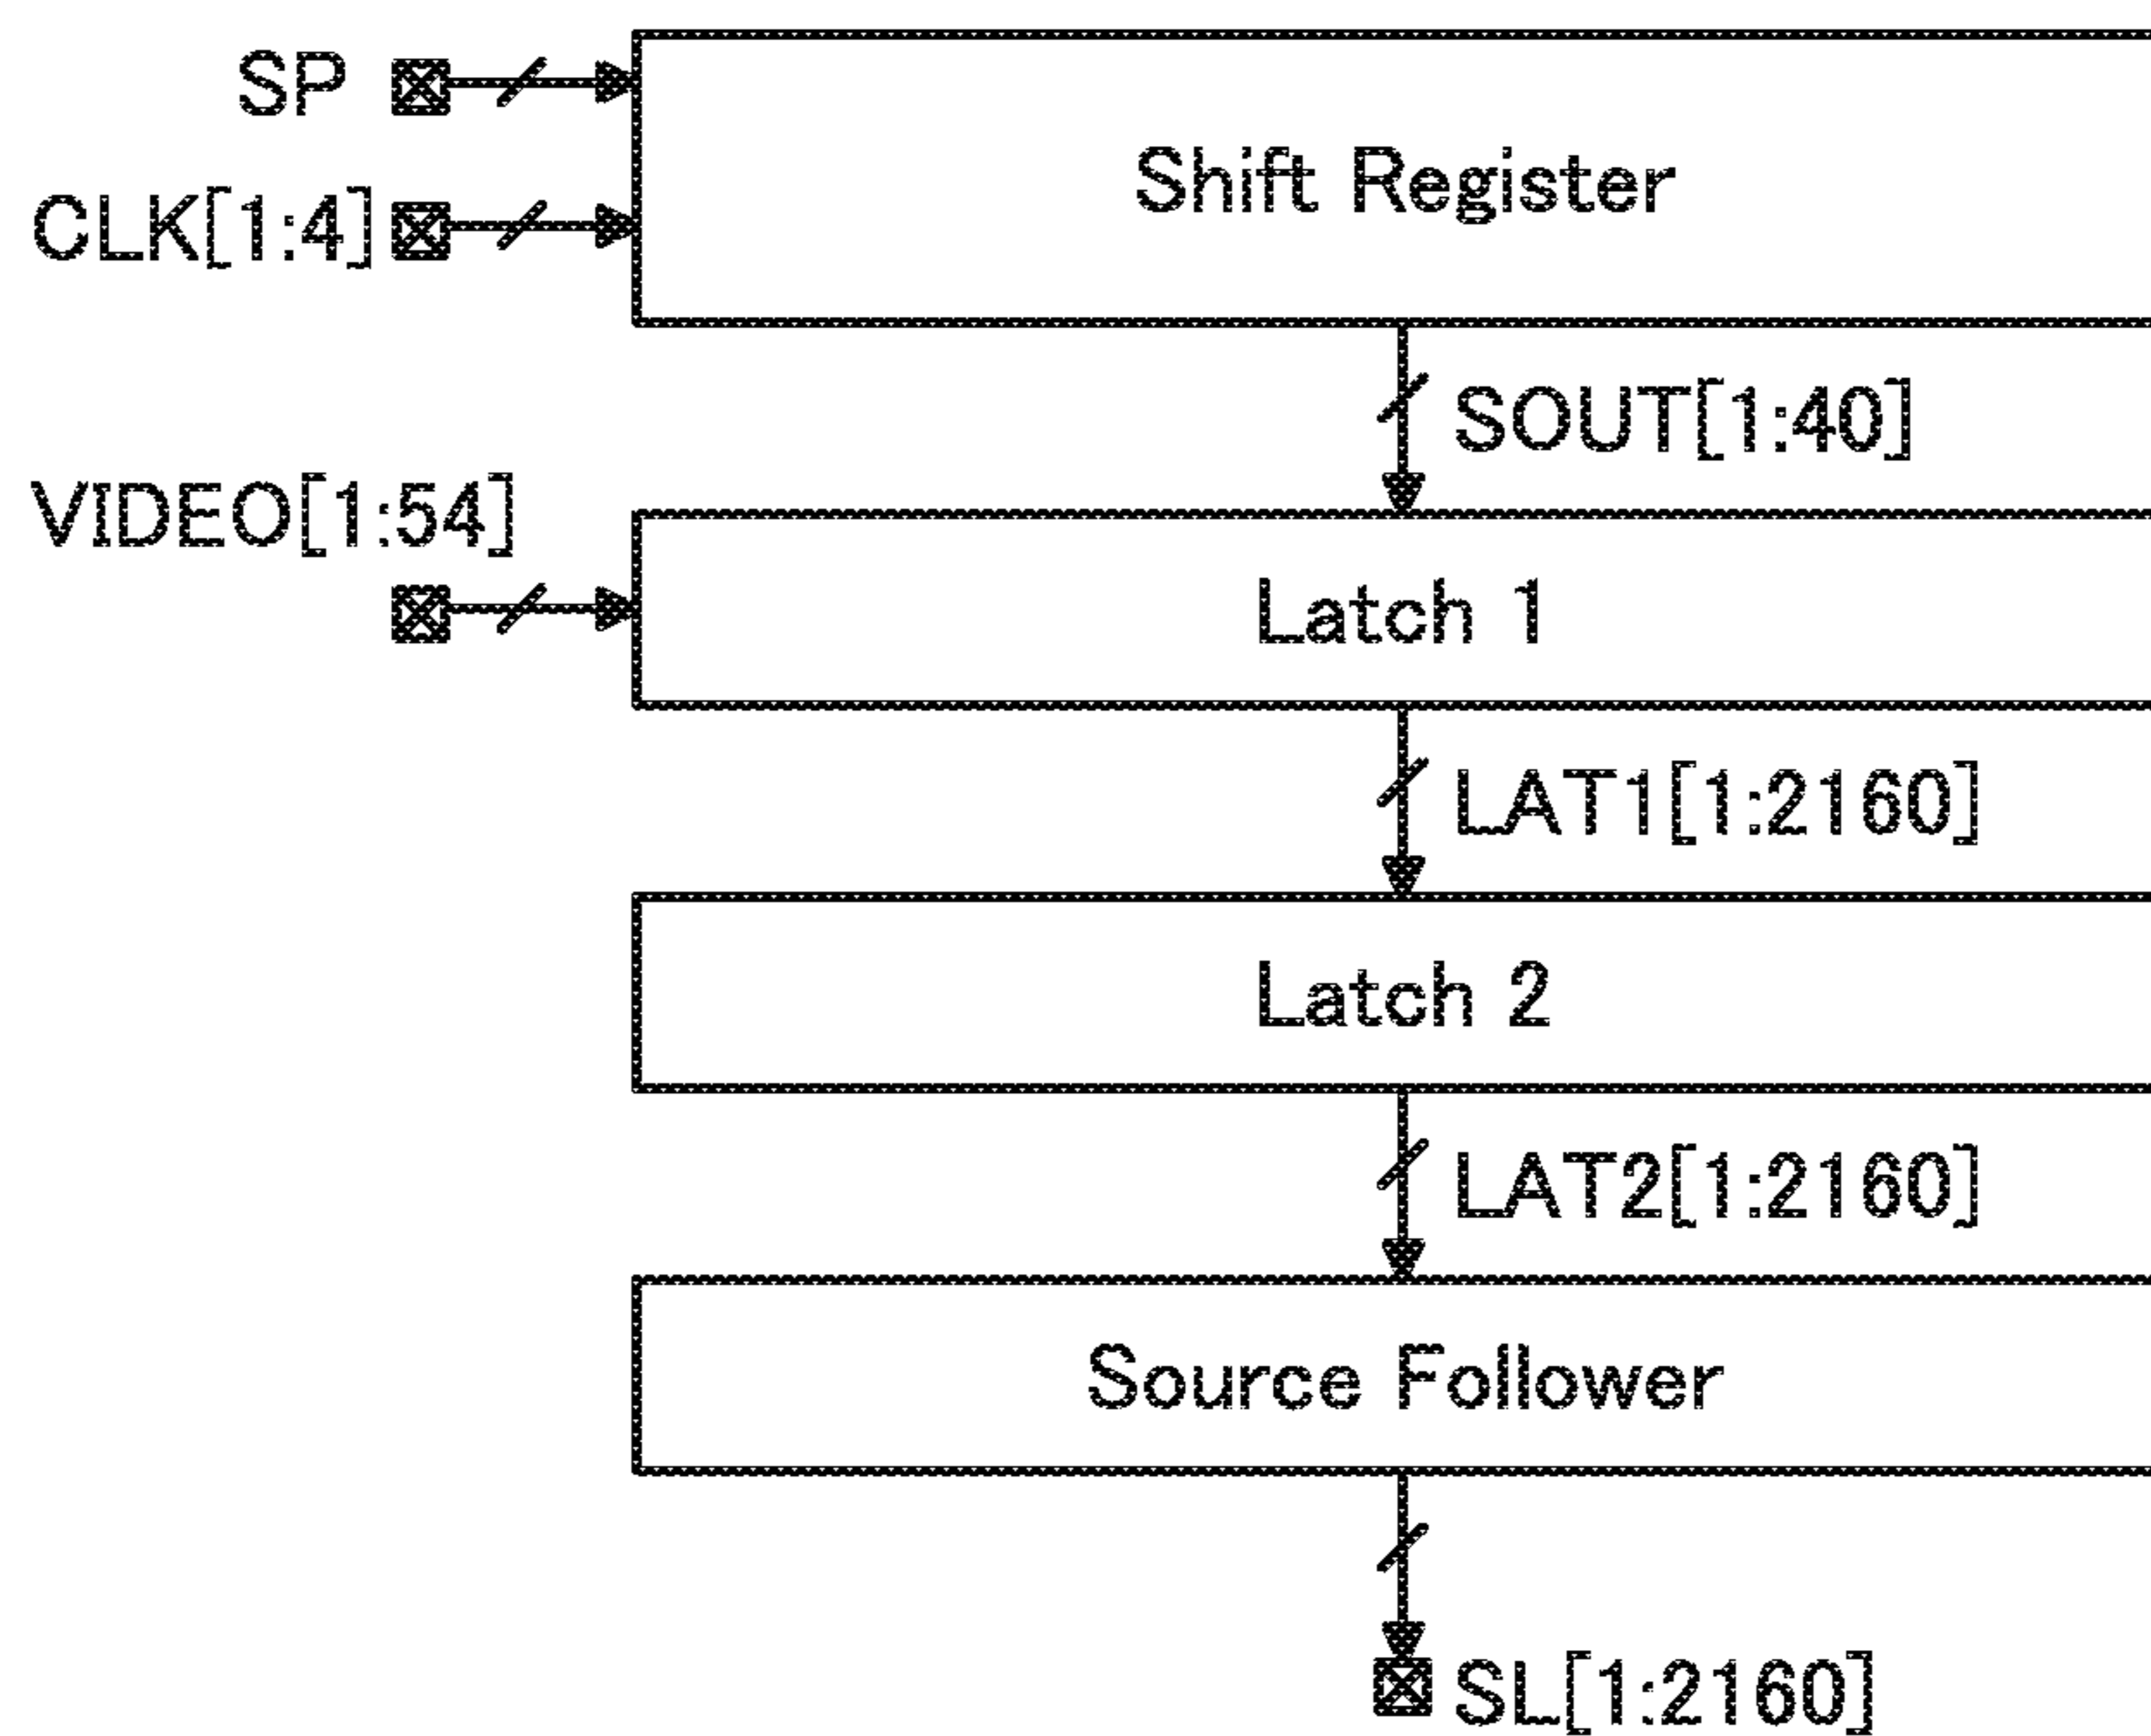 SP
CLK[1:4]
Shift Register
SOUT[1:40]
VIDEO[1:54]
Latch 1
LAT1[1:2160]
Latch 2
LAT2[1:2160]
Source Follower
SL[1:2160]